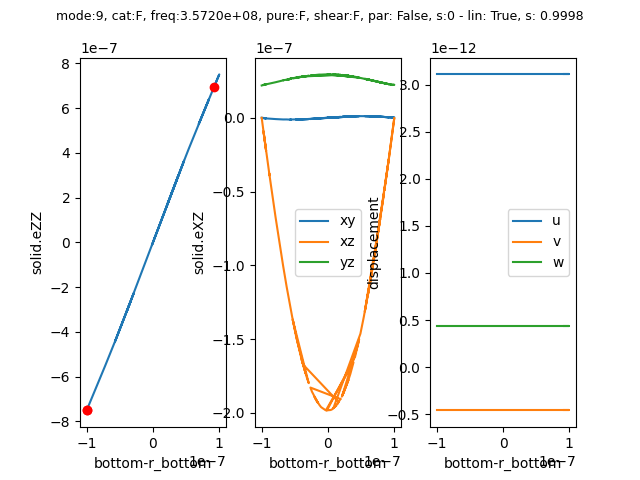 mode:9, cat:F, freq:3.5720e+08, pure:F, shear:F, par: False, s:0 - lin: True, s: 0.9998
1e−7
8
6
4
2
0
−2
−4
−6
−8
−1
0
1
1e−7
bottom-r_bottom
solid.eZZ
1e−7
0.0
−0.5
−1.0
−1.5
−2.0
−1
0
1
1e−7
bottom-r_bottom
solid.eXZ
xy
xz
yz
1e−12
3.0
2.5
2.0
1.5
1.0
0.5
0.0
−0.5
−1
0
1
1e−7
bottom-r_bottom
displacement
u
v
w